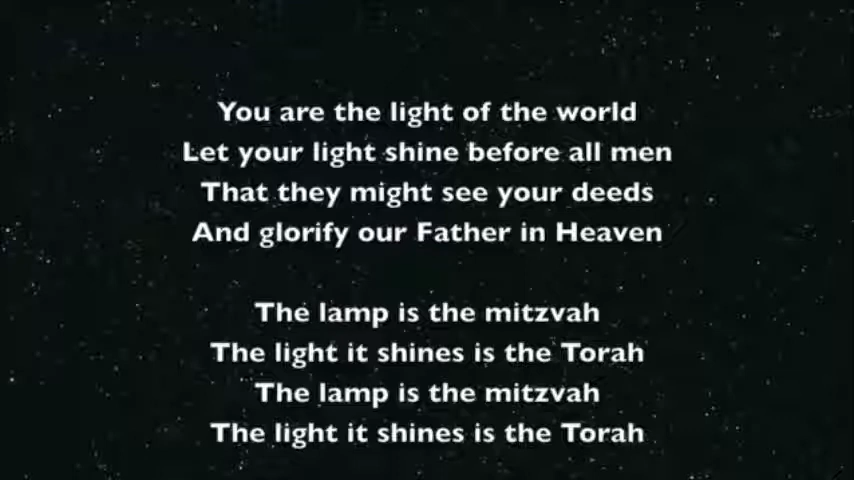 You are the light of the world
Let your light shine before all men
That they might see your deeds
And glorify our Father in Heaven
The lamp is the mitzvah
The light it shines is the Torah
The lamp is the mitzvah
The light it shines is the Torah